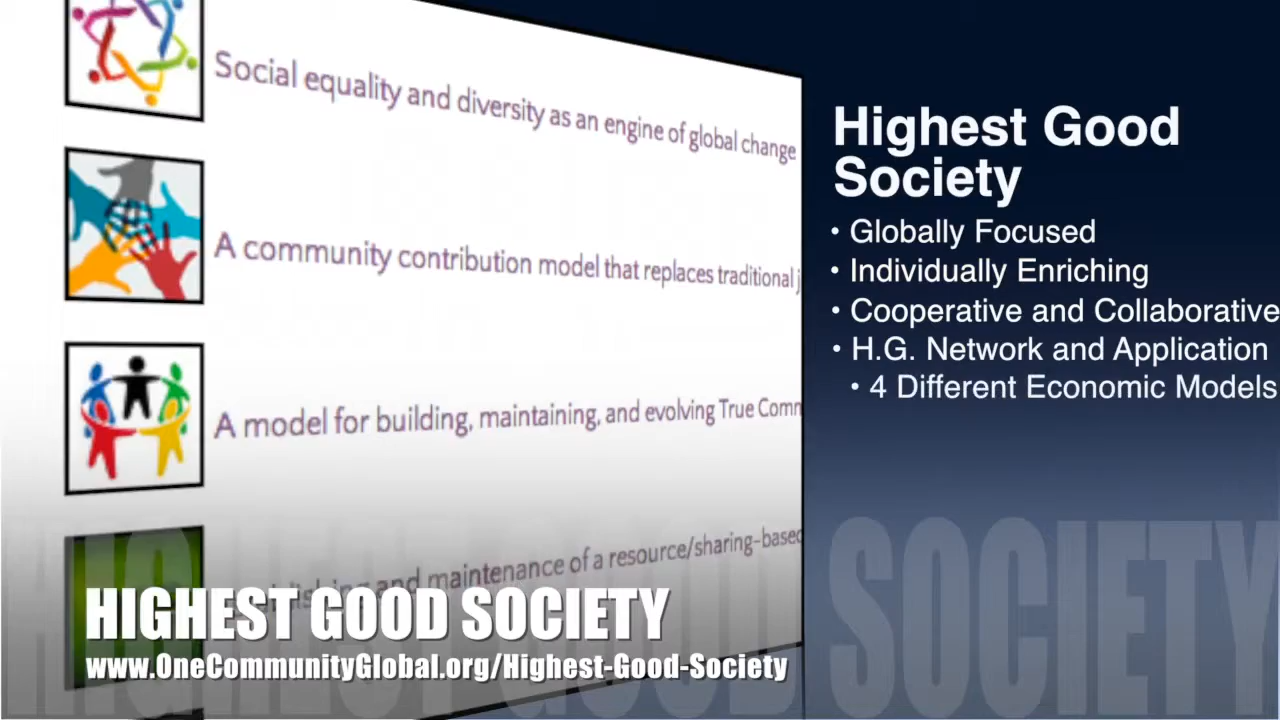 Social equality and diversity as an engine of global change
A community contribution model that replaces traditional j
A model for building, maintaining, and evolving True Comm
and maintenance of a resource/sharing-based
Highest Good
Society
• Globally Focused
• Individually Enriching
• Cooperative and Collaborative
• H.G. Network and Application
• 4 Different Economic Models
HIGHEST GOOD SOCIETY
HIGHEST GOOD SOCIETY
www.OneCommunityGlobal.org/Highest-Good-Society